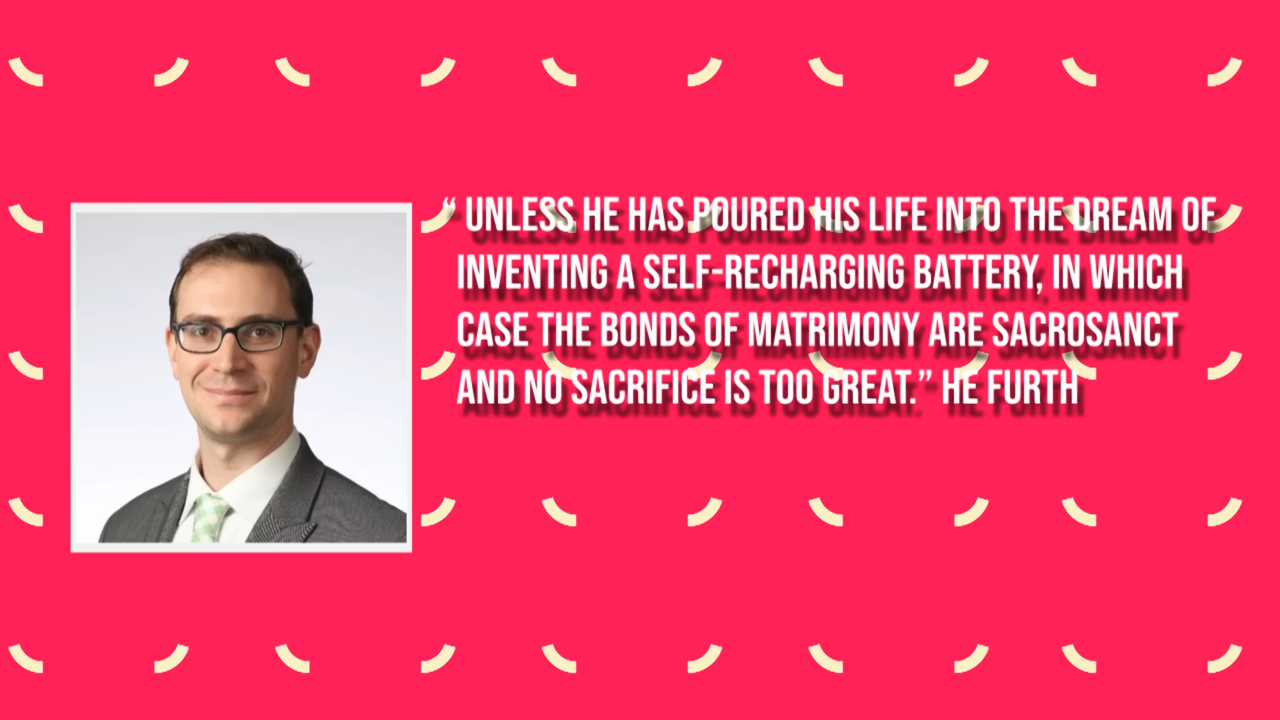 “ UNLESS HE HAS POURED HIS LIFE INTO THE DREAM OF
INVENTING A SELF-RECHARGING BATTERY, IN WHICH
CASE THE BONDS OF MATRIMONY ARE SACROSANCT
AND NO SACRIFICE IS TOO GREAT.” HE FURTH